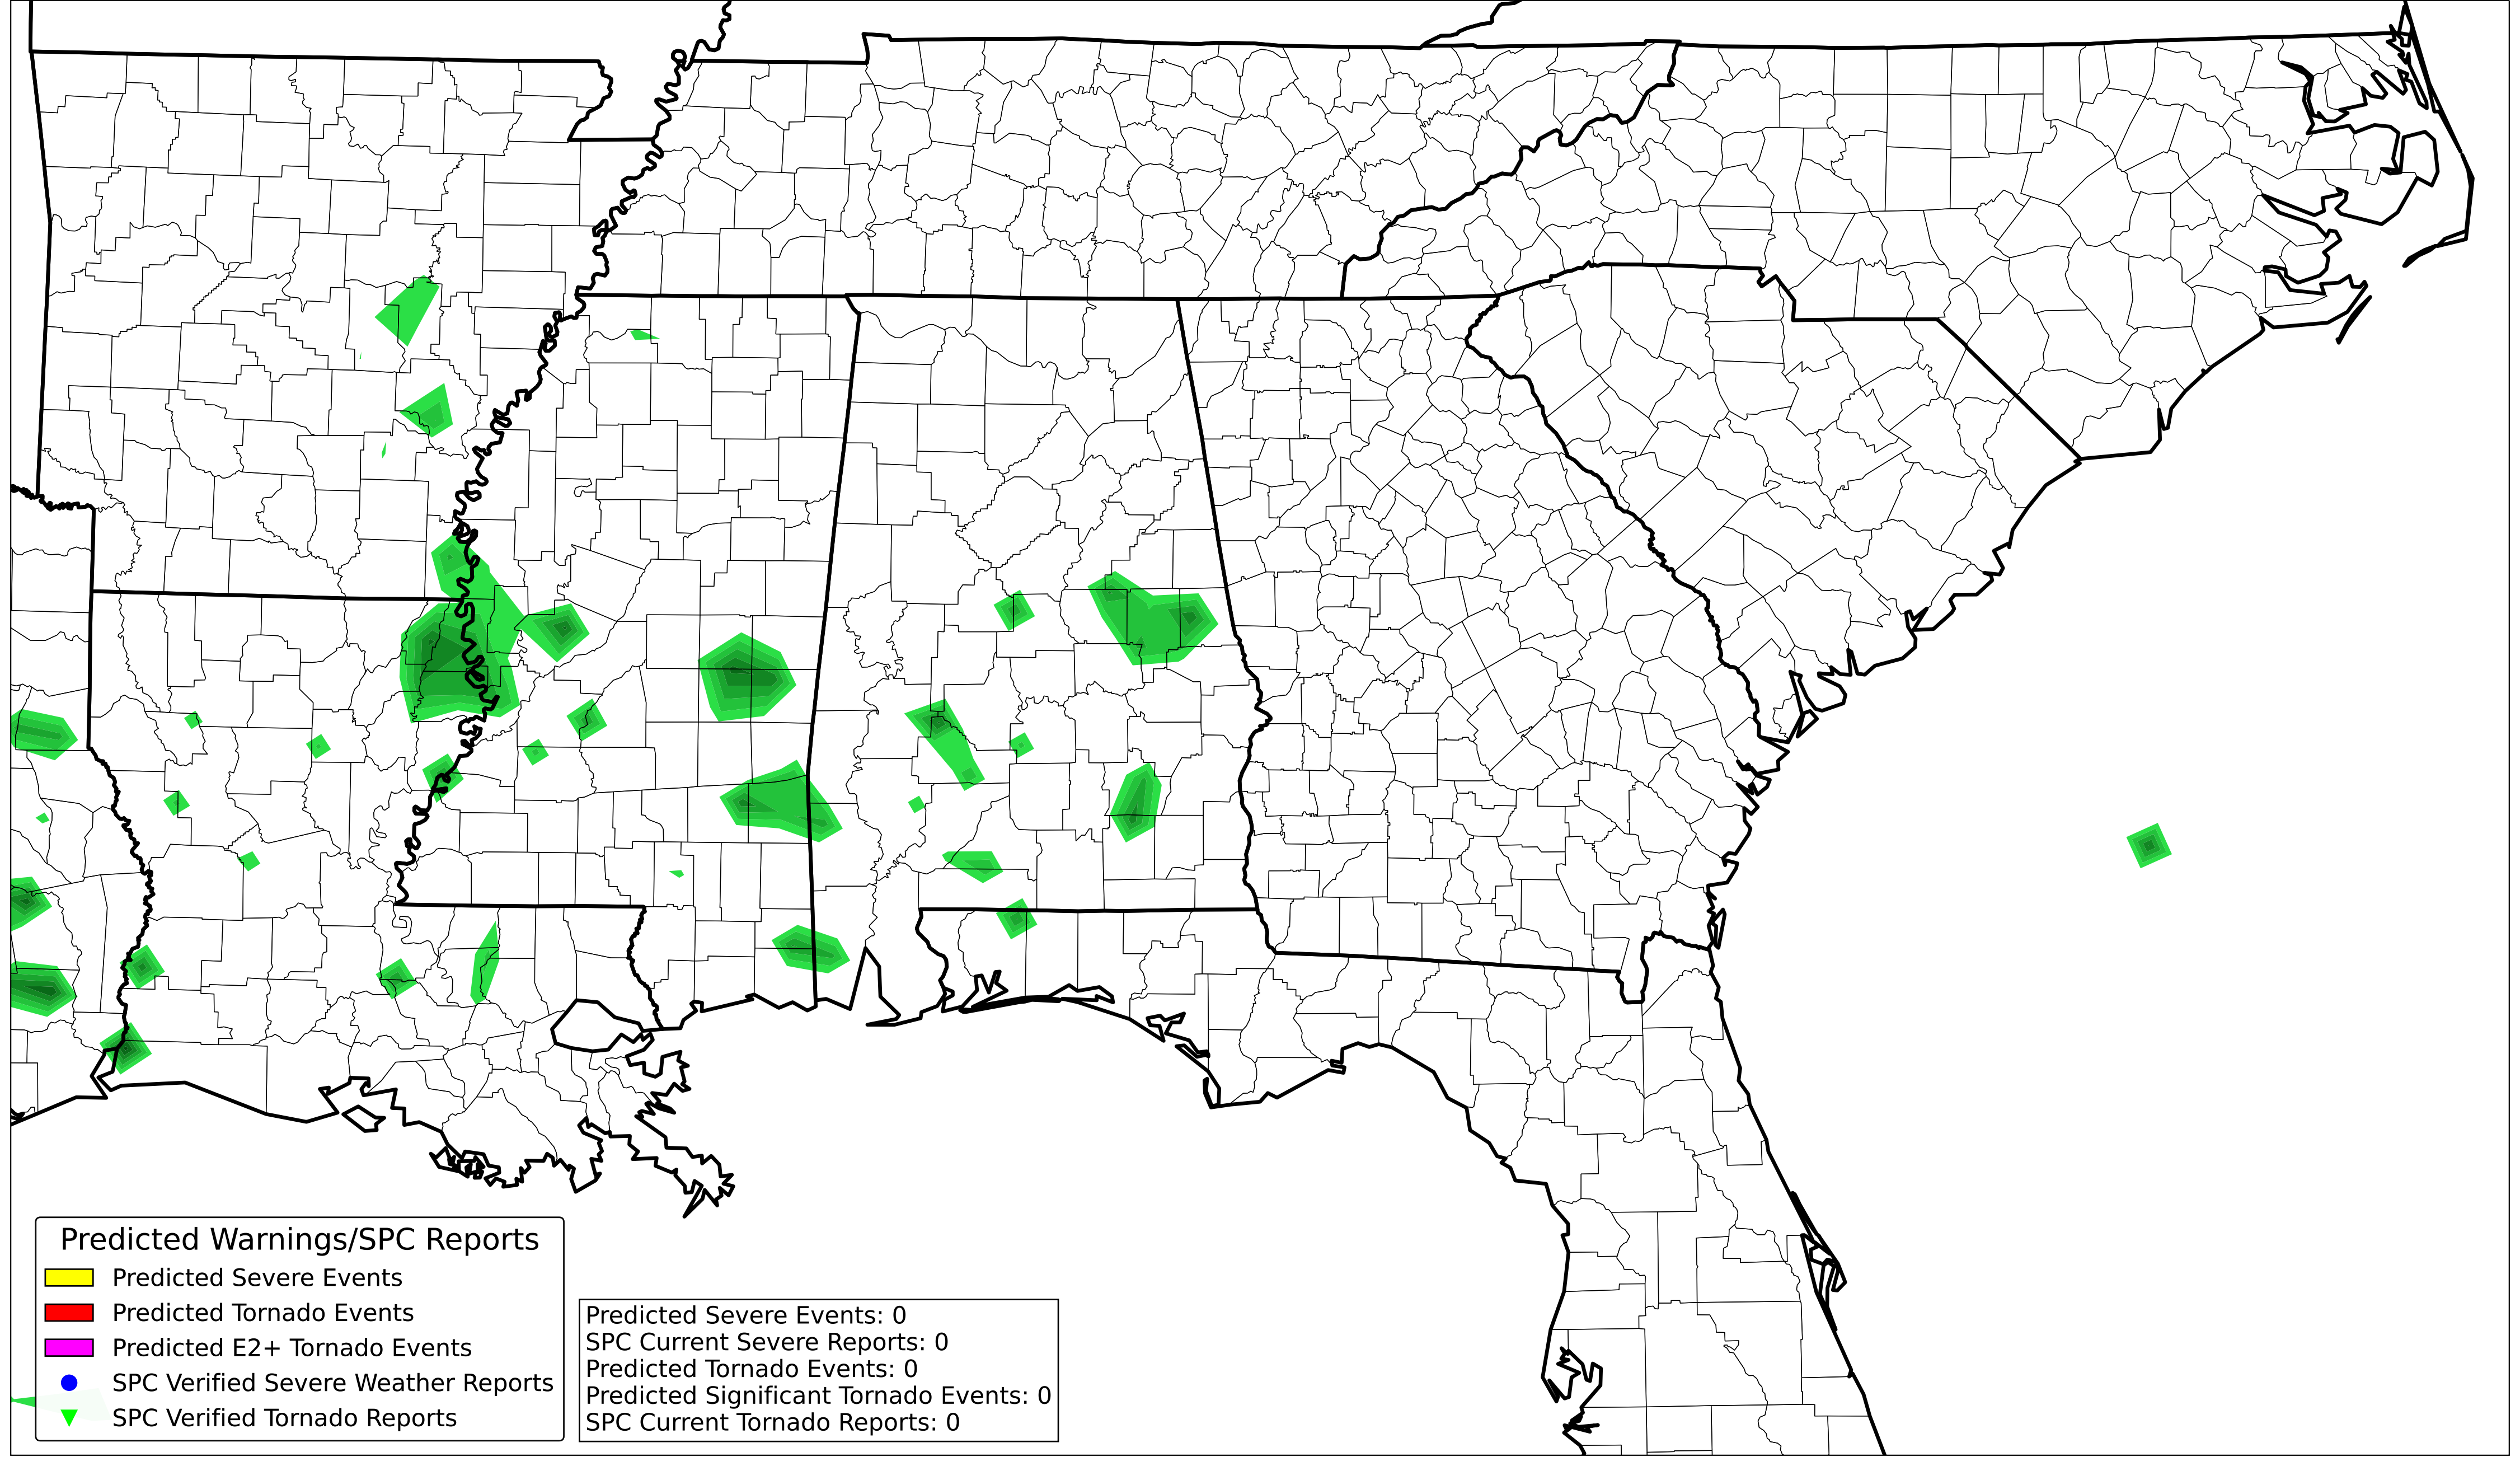 Predicted Warnings/SPC Reports
Predicted Severe Events
Predicted Tornado Events
Predicted E2+ Tornado Events
SPC Verified Severe Weather Reports
SPC Verified Tornado Reports
Predicted Severe Events: 0
SPC Current Severe Reports: 0
Predicted Tornado Events: 0
Predicted Significant Tornado Events: 0
SPC Current Tornado Reports: 0